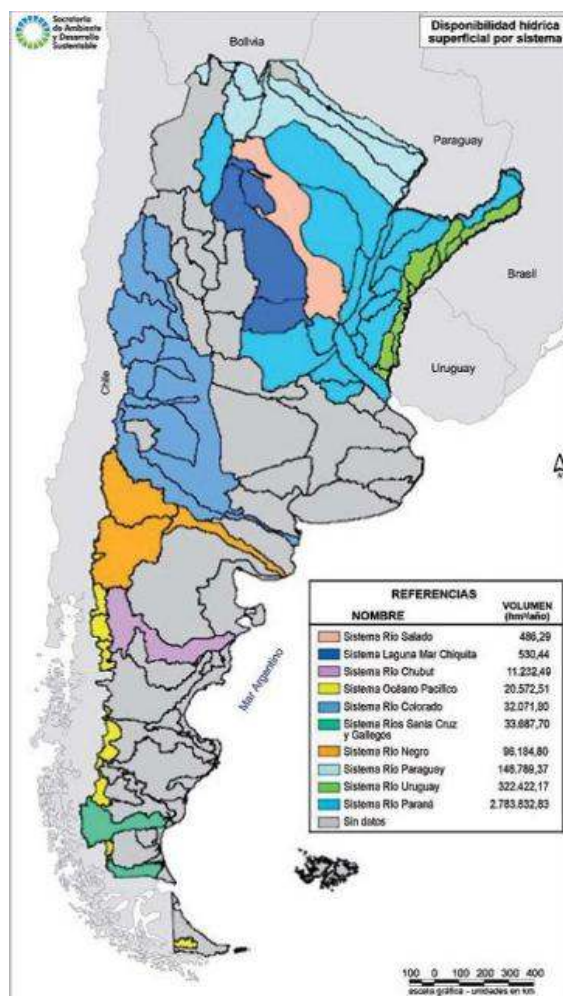 Secretaría
de Ambiente
y Desarrollo
Sustentable
Disponibilidad hídrica
superficial por sistema
Bolivia
Paraguay
Brasil
Chile
Uruguay
N
Mar Argentino
REFERENCIAS
NOMBRE VOLUMEN (hm³/año)
Sistema Río Salado 486,29
Sistema Laguna Mar Chiquita 530,44
Sistema Río Chubut 11.232,49
Sistema Océano Pacífico 20.572,51
Sistema Río Colorado 32.071,80
Sistema Ríos Santa Cruz
y Gallegos 33.687,70
Sistema Río Negro 96.184,80
Sistema Río Paraguay 148.789,37
Sistema Río Uruguay 322.422,17
Sistema Río Paraná 2.783.832,83
Sin datos
100 0 100 200 300 400
escala gráfica - unidades en km